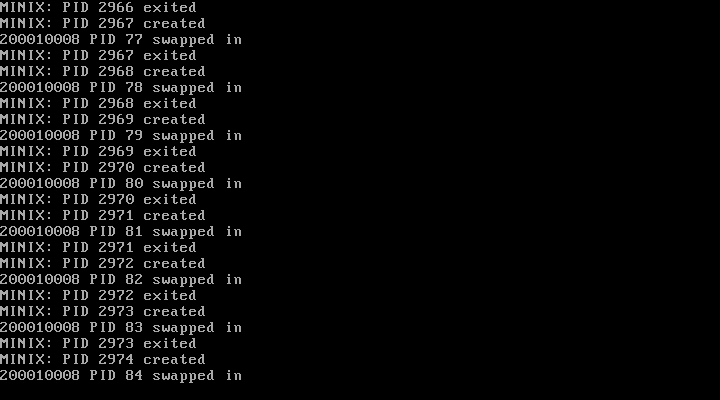 MINIX: PID 2966 exited
MINIX: PID 2967 created
200010008 PID 77 swapped in
MINIX: PID 2967 exited
MINIX: PID 2968 created
200010008 PID 78 swapped in
MINIX: PID 2968 exited
MINIX: PID 2969 created
200010008 PID 79 swapped in
MINIX: PID 2969 exited
MINIX: PID 2970 created
200010008 PID 80 swapped in
MINIX: PID 2970 exited
MINIX: PID 2971 created
200010008 PID 81 swapped in
MINIX: PID 2971 exited
MINIX: PID 2972 created
200010008 PID 82 swapped in
MINIX: PID 2972 exited
MINIX: PID 2973 created
200010008 PID 83 swapped in
MINIX: PID 2973 exited
MINIX: PID 2974 created
200010008 PID 84 swapped in